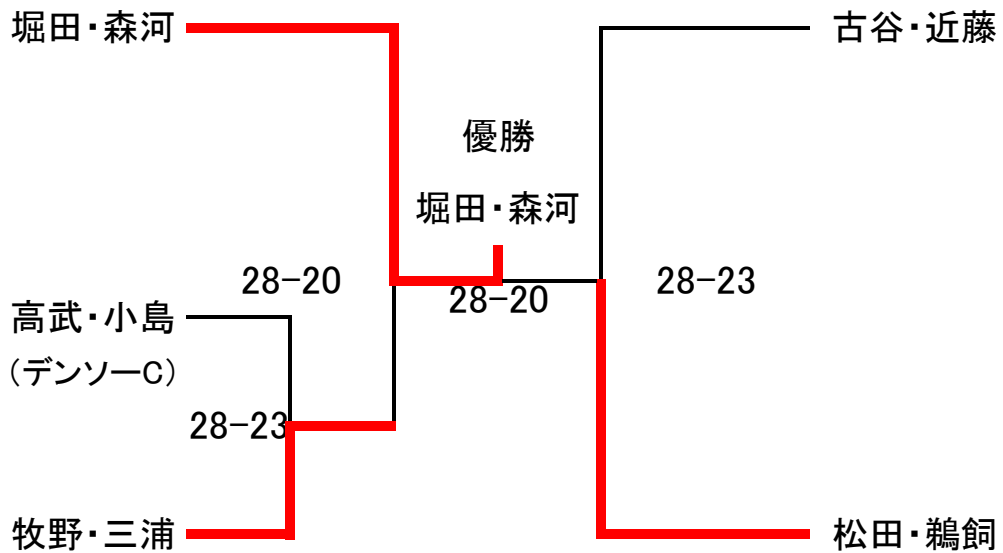 堀田・森河
古谷・近藤
優勝
堀田・森河
28-20
28-20
28-23
高武・小島
(デンソーC)
28-23
牧野・三浦
松田・鵜飼